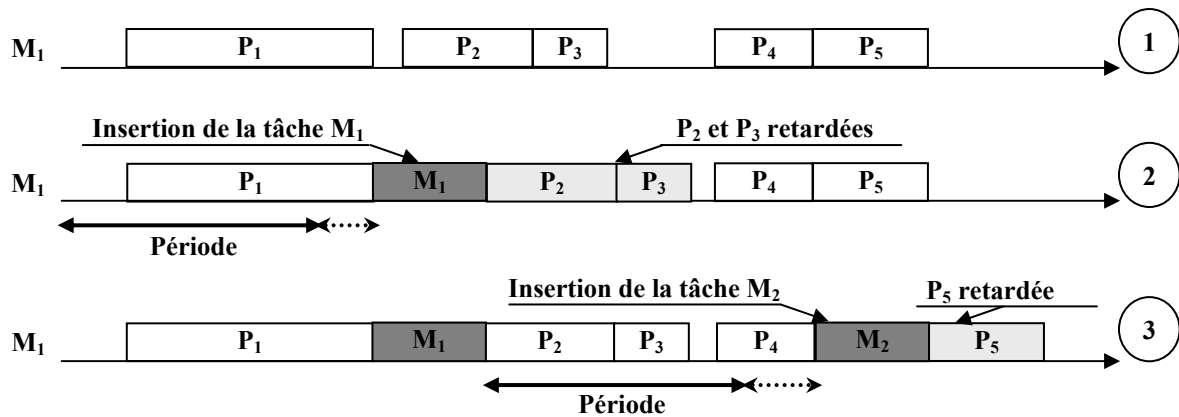 M₁ P₁ P₂ P₃ P₄ P₅ 1
Insertion de la tâche M₁ P₂ et P₃ retardées
M₁ P₁ M₁ P₂ P₃ P₄ P₅ 2
Période
Insertion de la tâche M₂ P₅ retardée
M₁ P₁ M₁ P₂ P₃ P₄ M₂ P₅ 3
Période